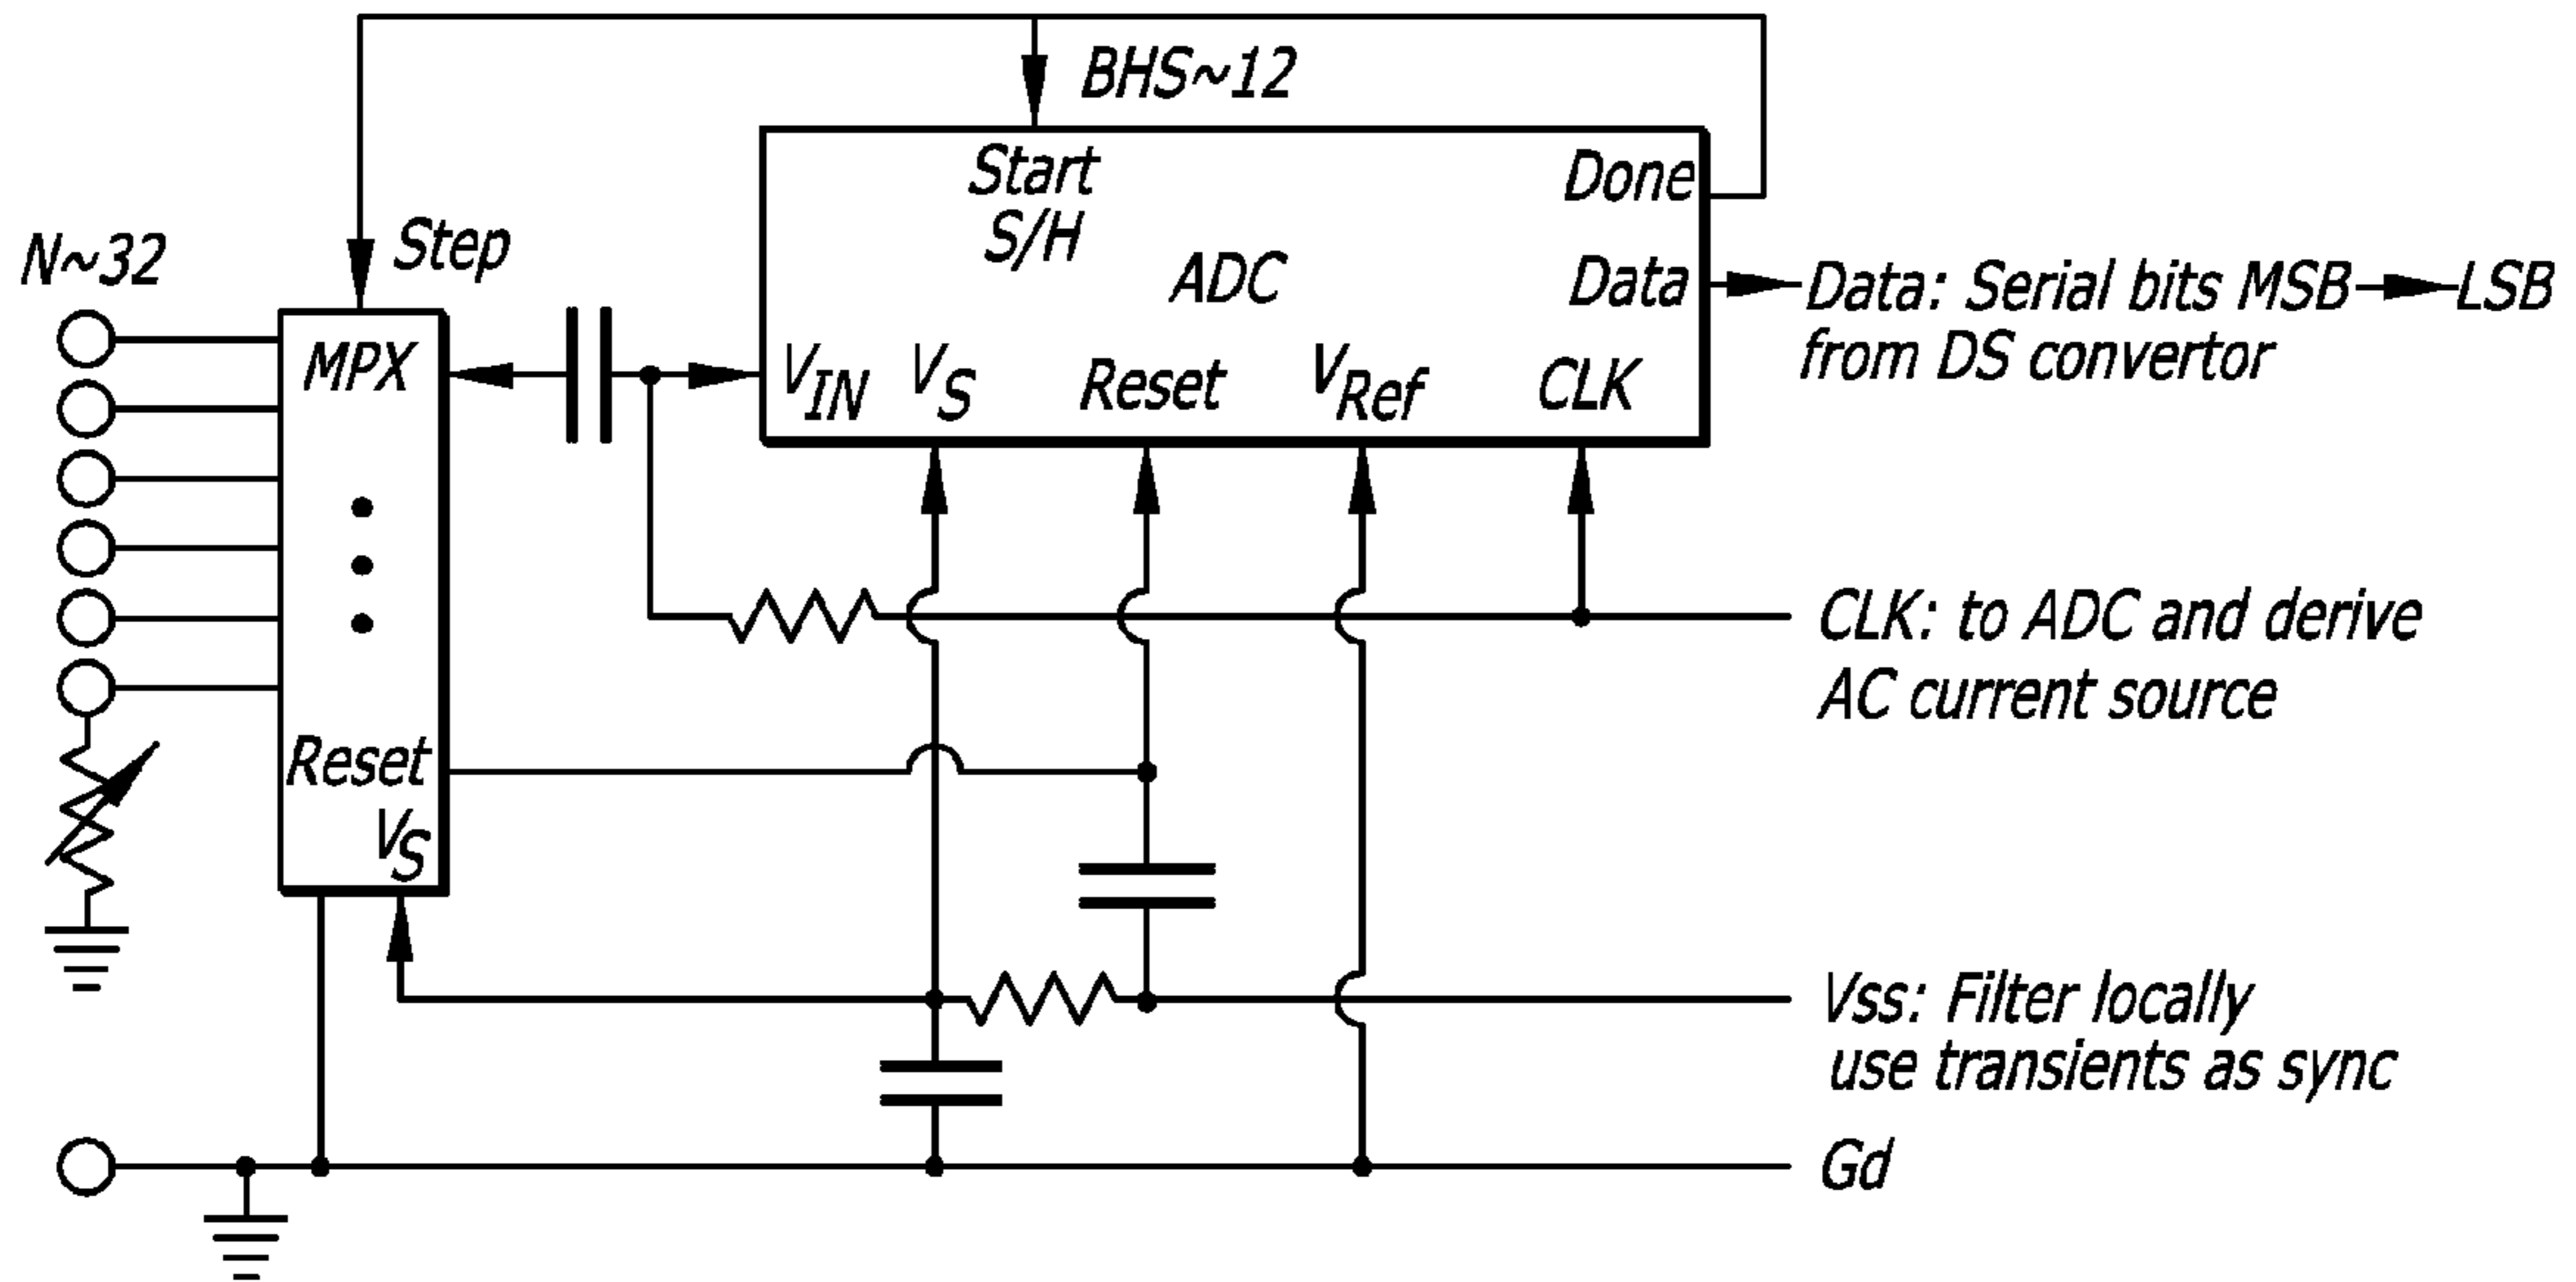 BHS~12
Start
S/H
Done
N~32
Step
ADC
Data
Data: Serial bits MSB LSB
from DS convertor
MPX
VIN VS Reset VRef CLK
CLK: to ADC and derive
AC current source
Reset
VS
Vss: Filter locally
use transients as sync
Gd